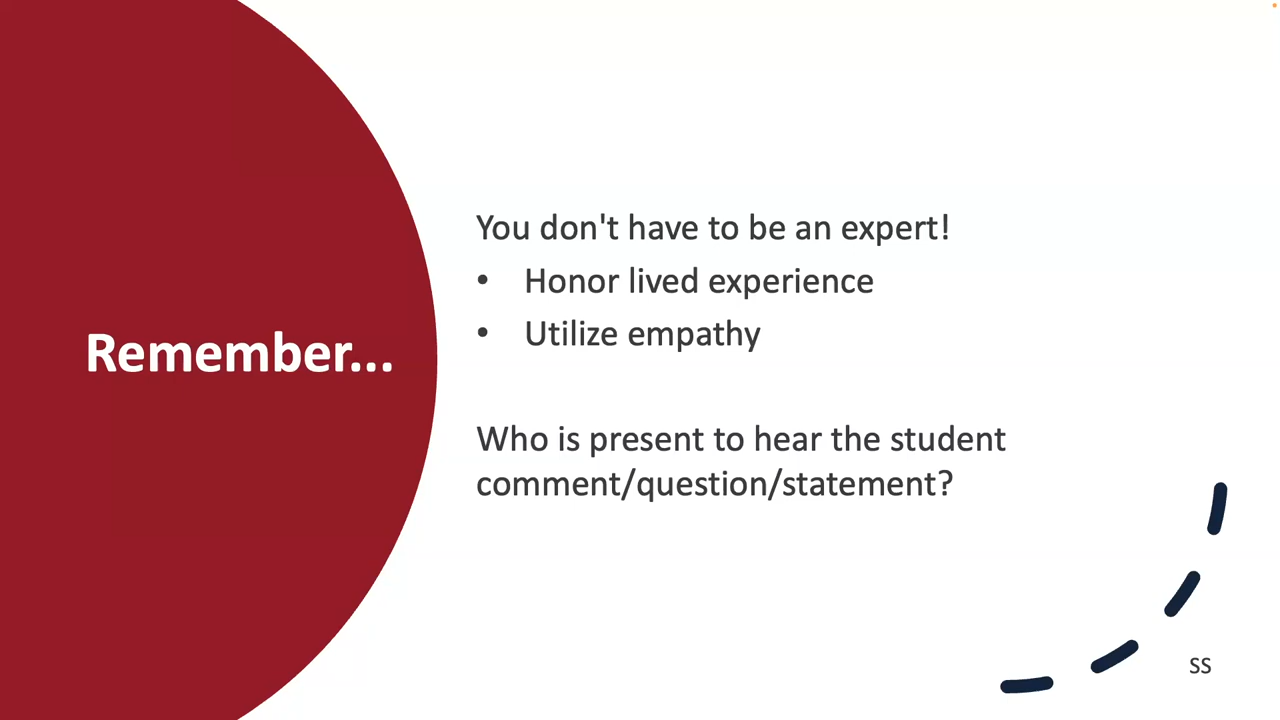 Remember...
You don't have to be an expert!
• Honor lived experience
• Utilize empathy
Who is present to hear the student
comment/question/statement?
SS